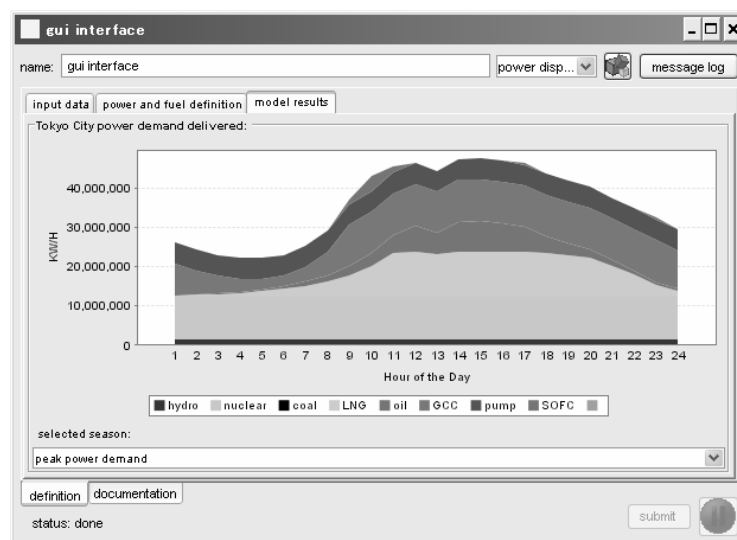 gui interface
name: gui interface power disp... message log
input data power and fuel definition model results
Tokyo City power demand delivered:
40,000,000
30,000,000
20,000,000
10,000,000
0
KW/H
1 2 3 4 5 6 7 8 9 10 11 12 13 14 15 16 17 18 19 20 21 22 23 24
Hour of the Day
hydro nuclear coal LNG oil GCC pump SOFC
selected season:
peak power demand
definition documentation
status: done
submit